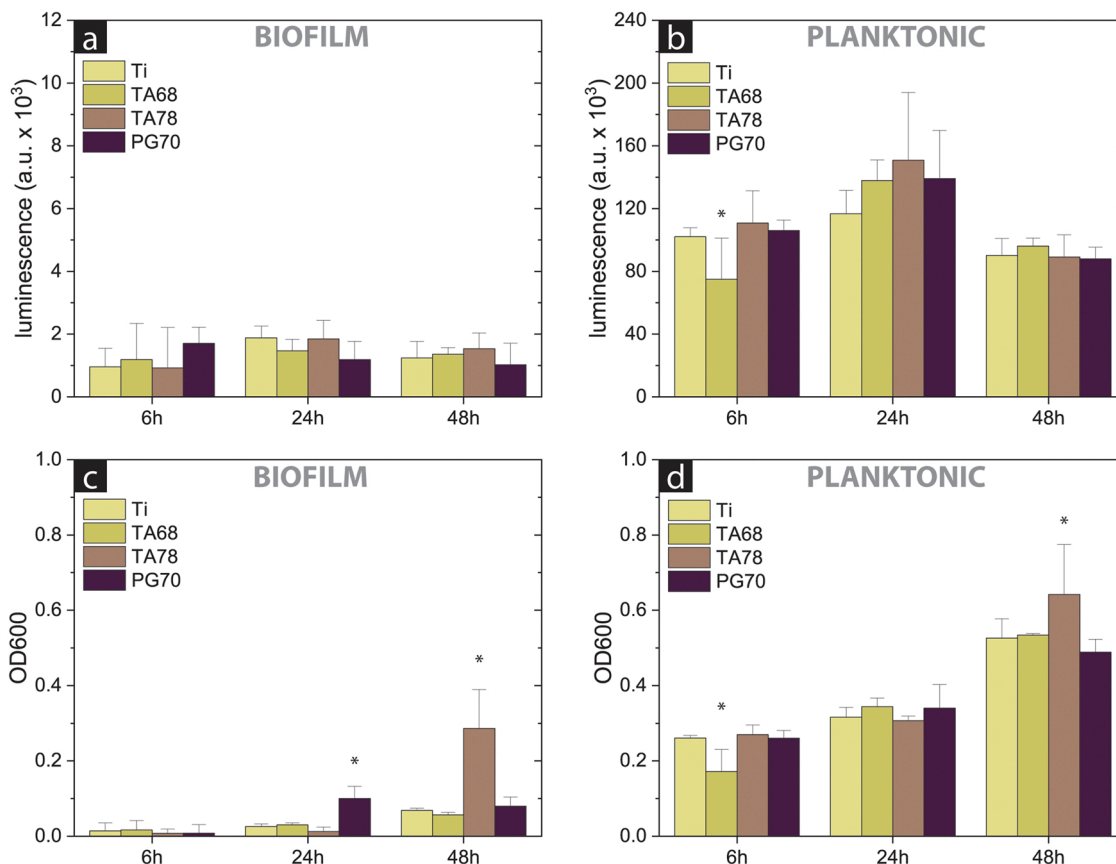 a
BIOFILM
Ti
TA68
TA78
PG70
luminescence (a.u. x 10³)
12
10
8
6
4
2
0
6h
24h
48h
b
PLANKTONIC
Ti
TA68
TA78
PG70
luminescence (a.u. x 10³)
240
200
160
120
80
40
0
*
6h
24h
48h
c
BIOFILM
Ti
TA68
TA78
PG70
OD600
1.0
0.8
0.6
0.4
0.2
0.0
*
*
6h
24h
48h
d
PLANKTONIC
Ti
TA68
TA78
PG70
OD600
1.0
0.8
0.6
0.4
0.2
0.0
*
*
6h
24h
48h